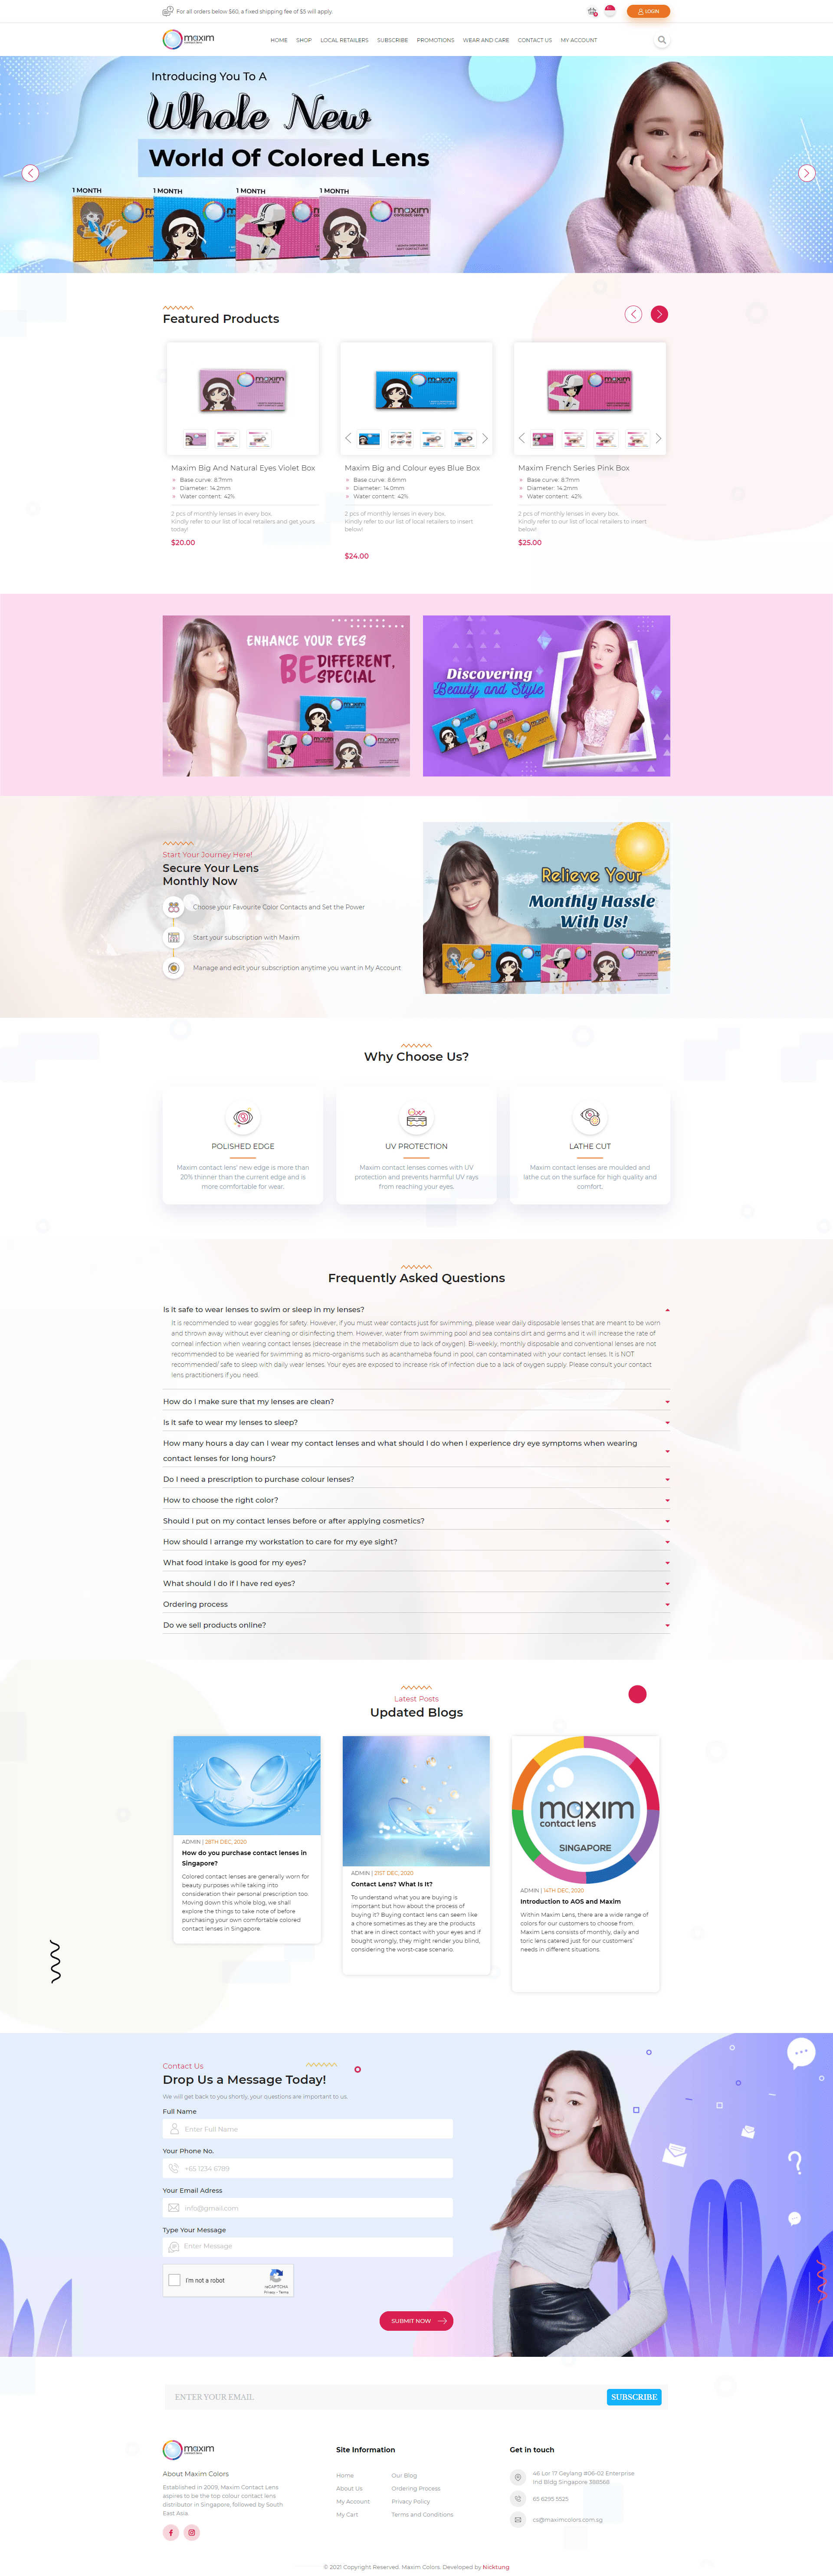 For all orders below $60, a fixed shipping fee of $5 will apply.
LOGIN
maxim
HOME SHOP LOCAL RETAILERS SUBSCRIBE PROMOTIONS WEAR AND CARE CONTACT US MY ACCOUNT
Introducing You To A
Whole New
World Of Colored Lens
1 MONTH 1 MONTH 1 MONTH 1 MONTH
maxim
Featured Products
maxim
maxim
maxim
Maxim Big And Natural Eyes Violet Box
Base curve: 8.7mm
Diameter: 14.2mm
Water content: 42%
2 pcs of monthly lenses in every box.
Kindly refer to our list of local retailers and get yours
today!
$20.00
Maxim Big and Colour eyes Blue Box
Base curve: 8.6mm
Diameter: 14.0mm
Water content: 42%
2 pcs of monthly lenses in every box.
Kindly refer to our list of local retailers to insert
below!
$24.00
Maxim French Series Pink Box
Base curve: 8.7mm
Diameter: 14.2mm
Water content: 42%
2 pcs of monthly lenses in every box.
Kindly refer to our list of local retailers to insert
below!
$25.00
ENHANCE YOUR EYES
BE DIFFERENT,
SPECIAL
Discovering
Beauty and Style
Start Your Journey Here!
Secure Your Lens
Monthly Now
Choose your Favourite Color Contacts and Set the Power
Start your subscription with Maxim
Manage and edit your subscription anytime you want in My Account
Relieve Your
Monthly Hassle
With Us!
Why Choose Us?
POLISHED EDGE
Maxim contact lens' new edge is more than
20% thinner than the current edge and is
more comfortable for wear.
UV PROTECTION
Maxim contact lenses comes with UV
protection and prevents harmful UV rays
from reaching your eyes.
LATHE CUT
Maxim contact lenses are moulded and
lathe cut on the surface for high quality and
comfort.
Frequently Asked Questions
Is it safe to wear lenses to swim or sleep in my lenses?
It is recommended to wear goggles for safety. However, if you must wear contacts just for swimming, please wear daily disposable lenses that are meant to be worn
and thrown away without ever cleaning or disinfecting them. However, water from swimming pool and sea contains dirt and germs and it will increase the rate of
corneal infection when wearing contact lenses (decrease in the metabolism due to lack of oxygen). Bi-weekly, monthly disposable and conventional lenses are not
recommended to be weared for swimming as micro-organisms such as acanthameba found in pool, can contaminated with your contact lenses. It is NOT
recommended/ safe to sleep with daily wear lenses. Your eyes are exposed to increase risk of infection due to a lack of oxygen supply. Please consult your contact
lens practitioners if you need.
How do I make sure that my lenses are clean?
Is it safe to wear my lenses to sleep?
How many hours a day can I wear my contact lenses and what should I do when I experience dry eye symptoms when wearing
contact lenses for long hours?
Do I need a prescription to purchase colour lenses?
How to choose the right color?
Should I put on my contact lenses before or after applying cosmetics?
How should I arrange my workstation to care for my eye sight?
What food intake is good for my eyes?
What should I do if I have red eyes?
Ordering process
Do we sell products online?
Latest Posts
Updated Blogs
ADMIN | 28TH DEC, 2020
How do you purchase contact lenses in
Singapore?
Colored contact lenses are generally worn for
beauty purposes while taking into
consideration their personal prescription too.
Moving down this whole blog; we shall
explore the things to take note of before
purchasing your own comfortable colored
contact lenses in Singapore.
ADMIN | 21ST DEC, 2020
Contact Lens? What Is It?
To understand what you are buying is
important but how about the process of
buying it? Buying contact lens can seem like
a chore sometimes as they are the products
that are in direct contact with your eyes and if
bought wrongly, they might render you blind,
considering the worst-case scenario.
maxim
contact lens
SINGAPORE
ADMIN | 14TH DEC, 2020
Introduction to AOS and Maxim
Within Maxim Lens, there are a wide range of
colors for our customers to choose from
Maxim Lens consists of monthly, daily and
toric lens catered just for our customers'
needs in different situations.
Contact Us
Drop Us a Message Today!
We will get back to you shortly, your questions are important to us.
Full Name
Enter Full Name
Your Phone No.
+65 1234 6789
Your Email Adress
info@gmail.com
Type Your Message
Enter Message
I'm not a robot
reCAPTCHA
Privacy - Terms
SUBMIT NOW
ENTER YOUR EMAIL
SUBSCRIBE
maxim
About Maxim Colors
Established in 2009, Maxim Contact Lens
aspires to be the top colour contact lens
distributor in Singapore, followed by South
East Asia.
Site Information
Home Our Blog
About Us Ordering Process
My Account Privacy Policy
My Cart Terms and Conditions
Get in touch
46 Lor 17 Geylang #06-02 Enterprise
Ind Bldg Singapore 388568
65 6295 5525
cs@maximcolors.com.sg
© 2021 Copyright Reserved. Maxim Colors. Developed by Nicktung